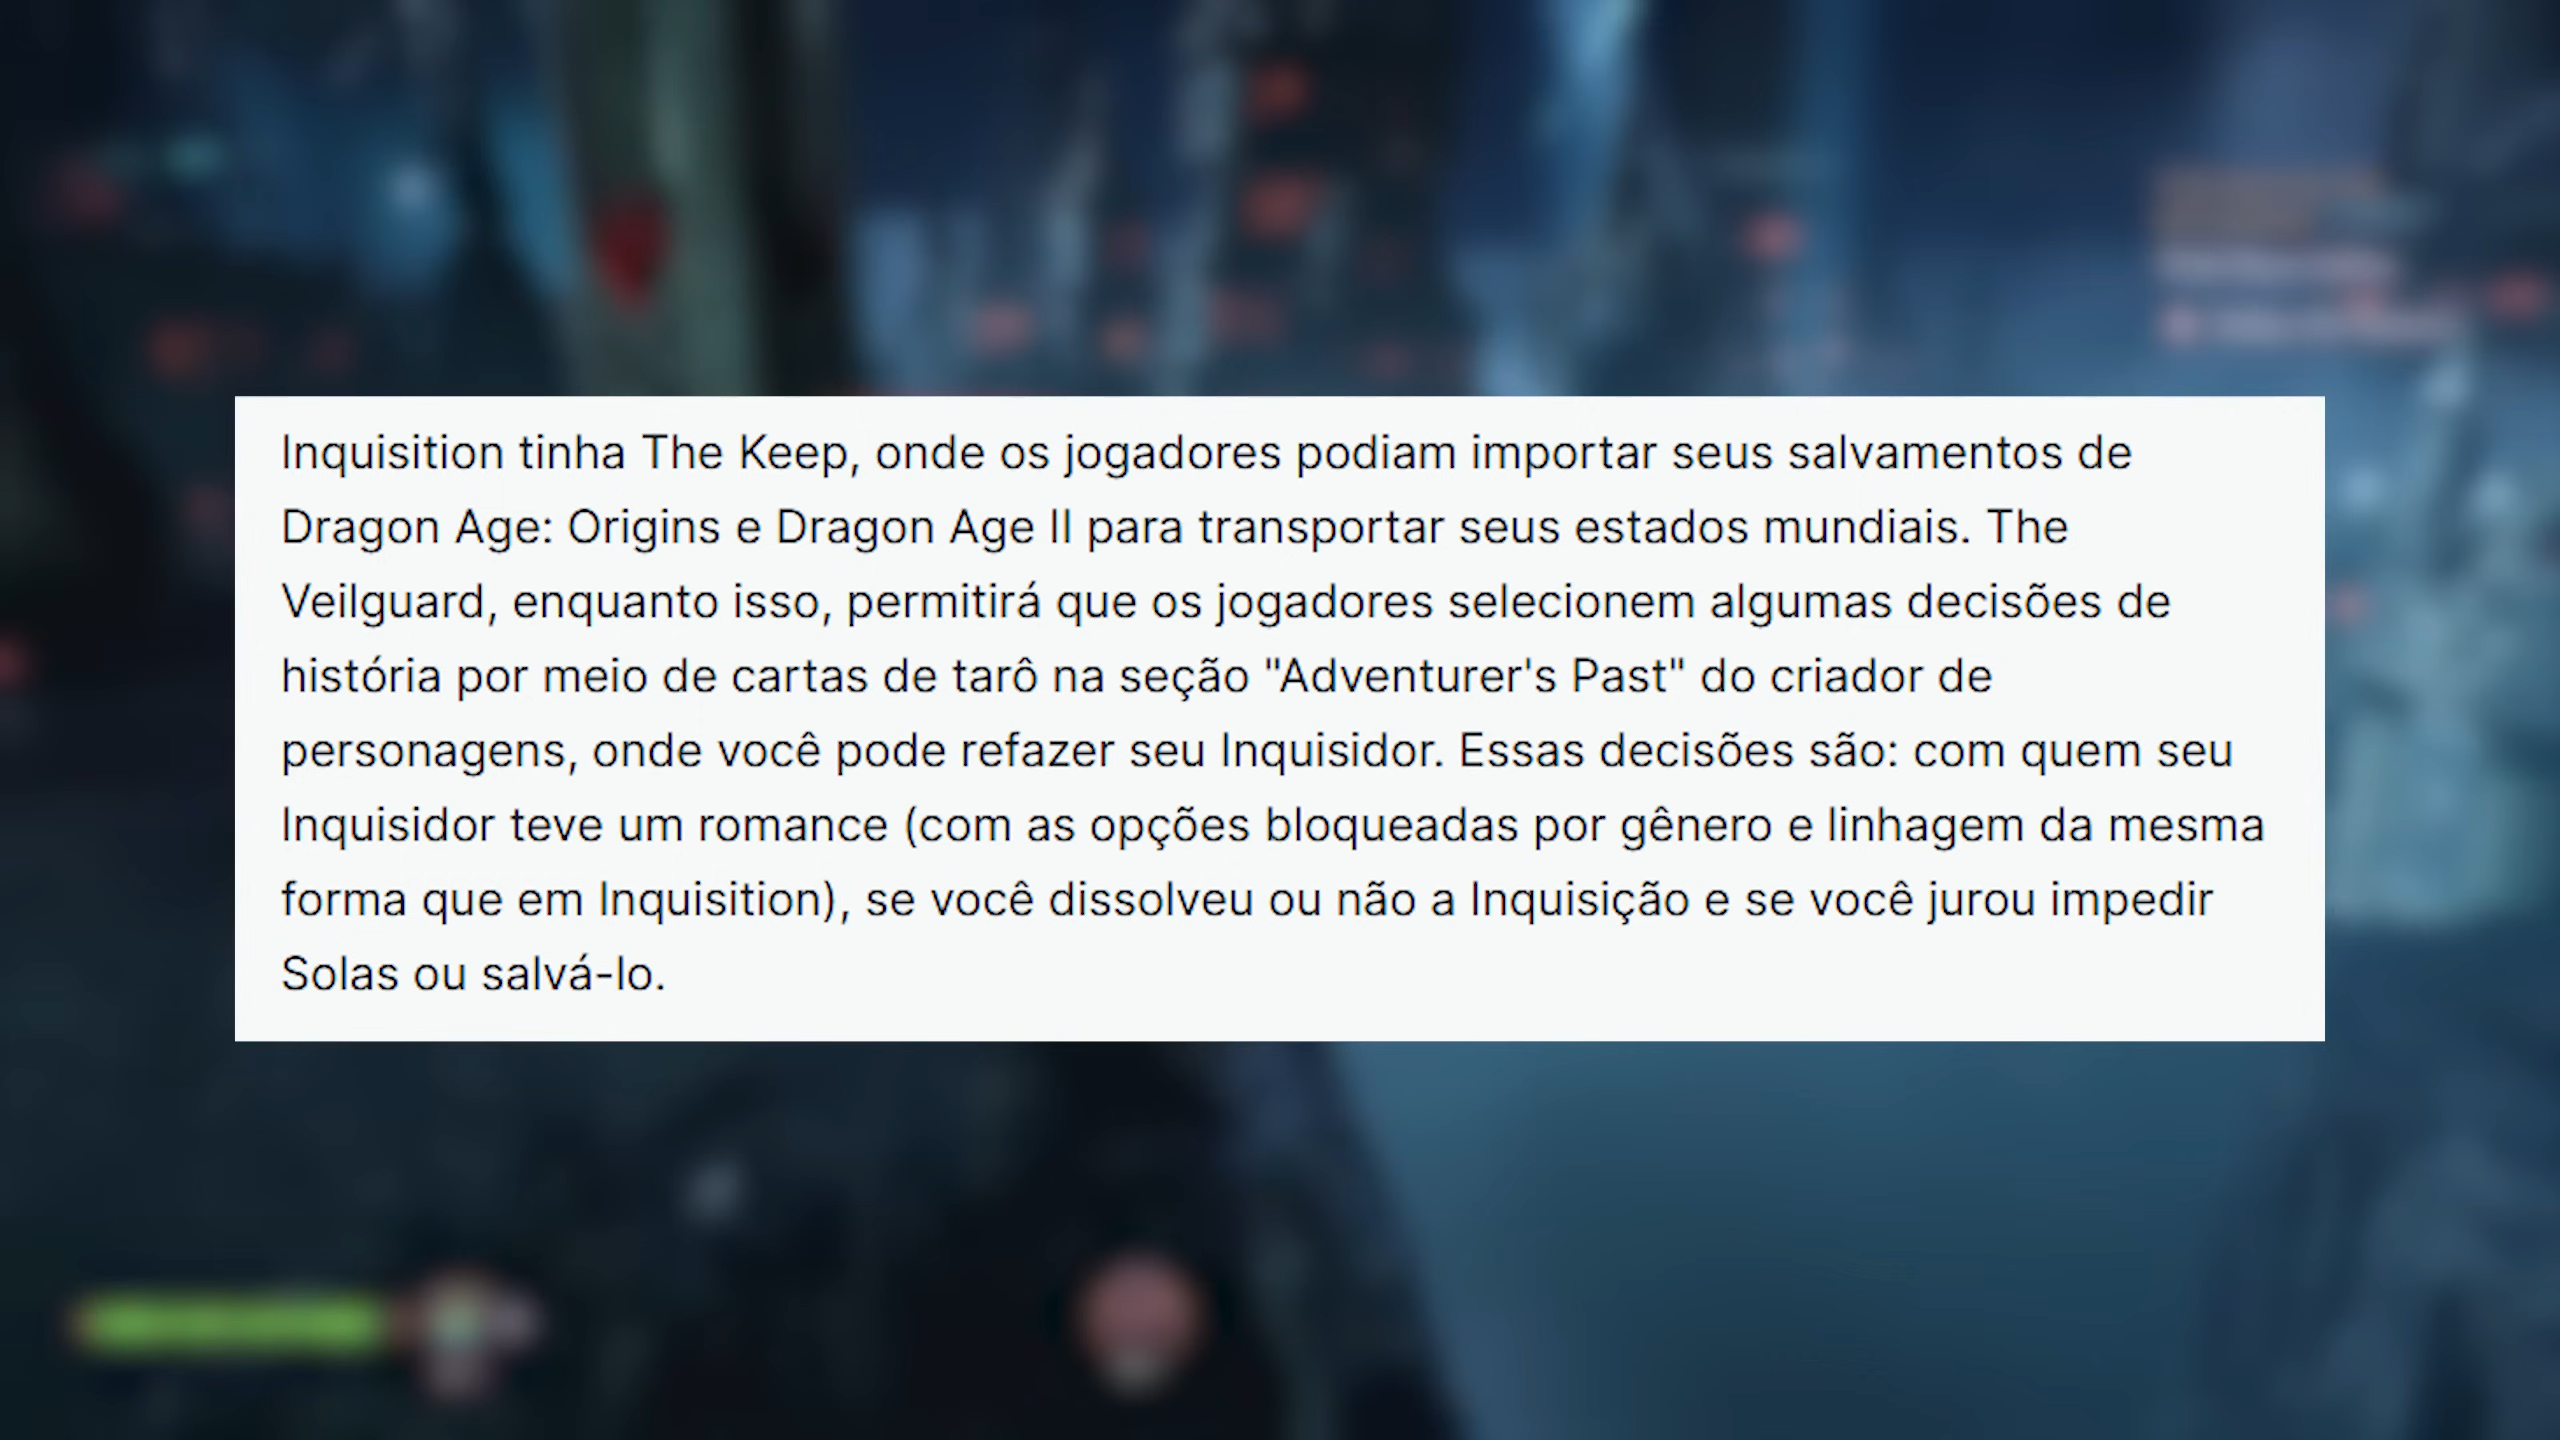 Inquisition tinha The Keep, onde os jogadores podiam importar seus salvamentos de
Dragon Age: Origins e Dragon Age II para transportar seus estados mundiais. The
Veilguard, enquanto isso, permitirá que os jogadores selecionem algumas decisões de
história por meio de cartas de tarô na seção "Adventurer's Past" do criador de
personagens, onde você pode refazer seu Inquisidor. Essas decisões são: com quem seu
Inquisidor teve um romance (com as opções bloqueadas por gênero e linhagem da mesma
forma que em Inquisition), se você dissolveu ou não a Inquisição e se você jurou impedir
Solas ou salvá-lo.